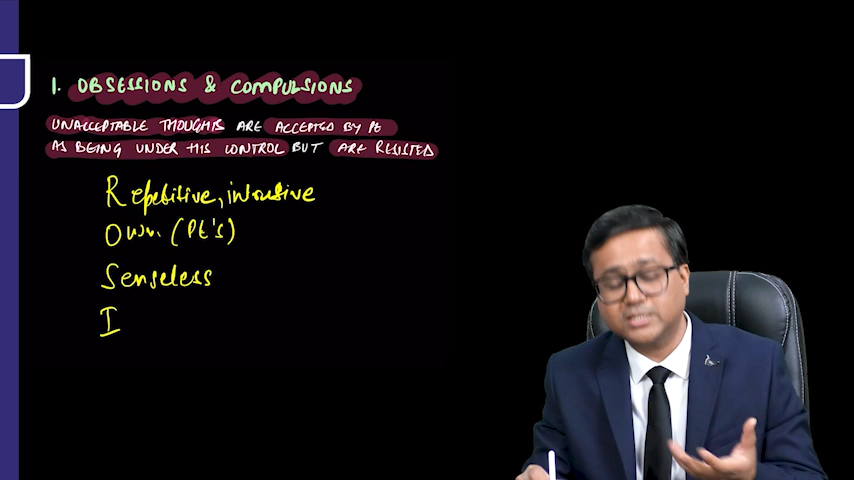 1. OBSESSIONS & COMPULSIONS
UNACCEPTABLE THOUGHTS ARE ACCEPTED BY PT
AS BEING UNDER HIS CONTROL BUT ARE RESISTED
Repetitive, intrusive
Own (Pt's)
Senseless
I